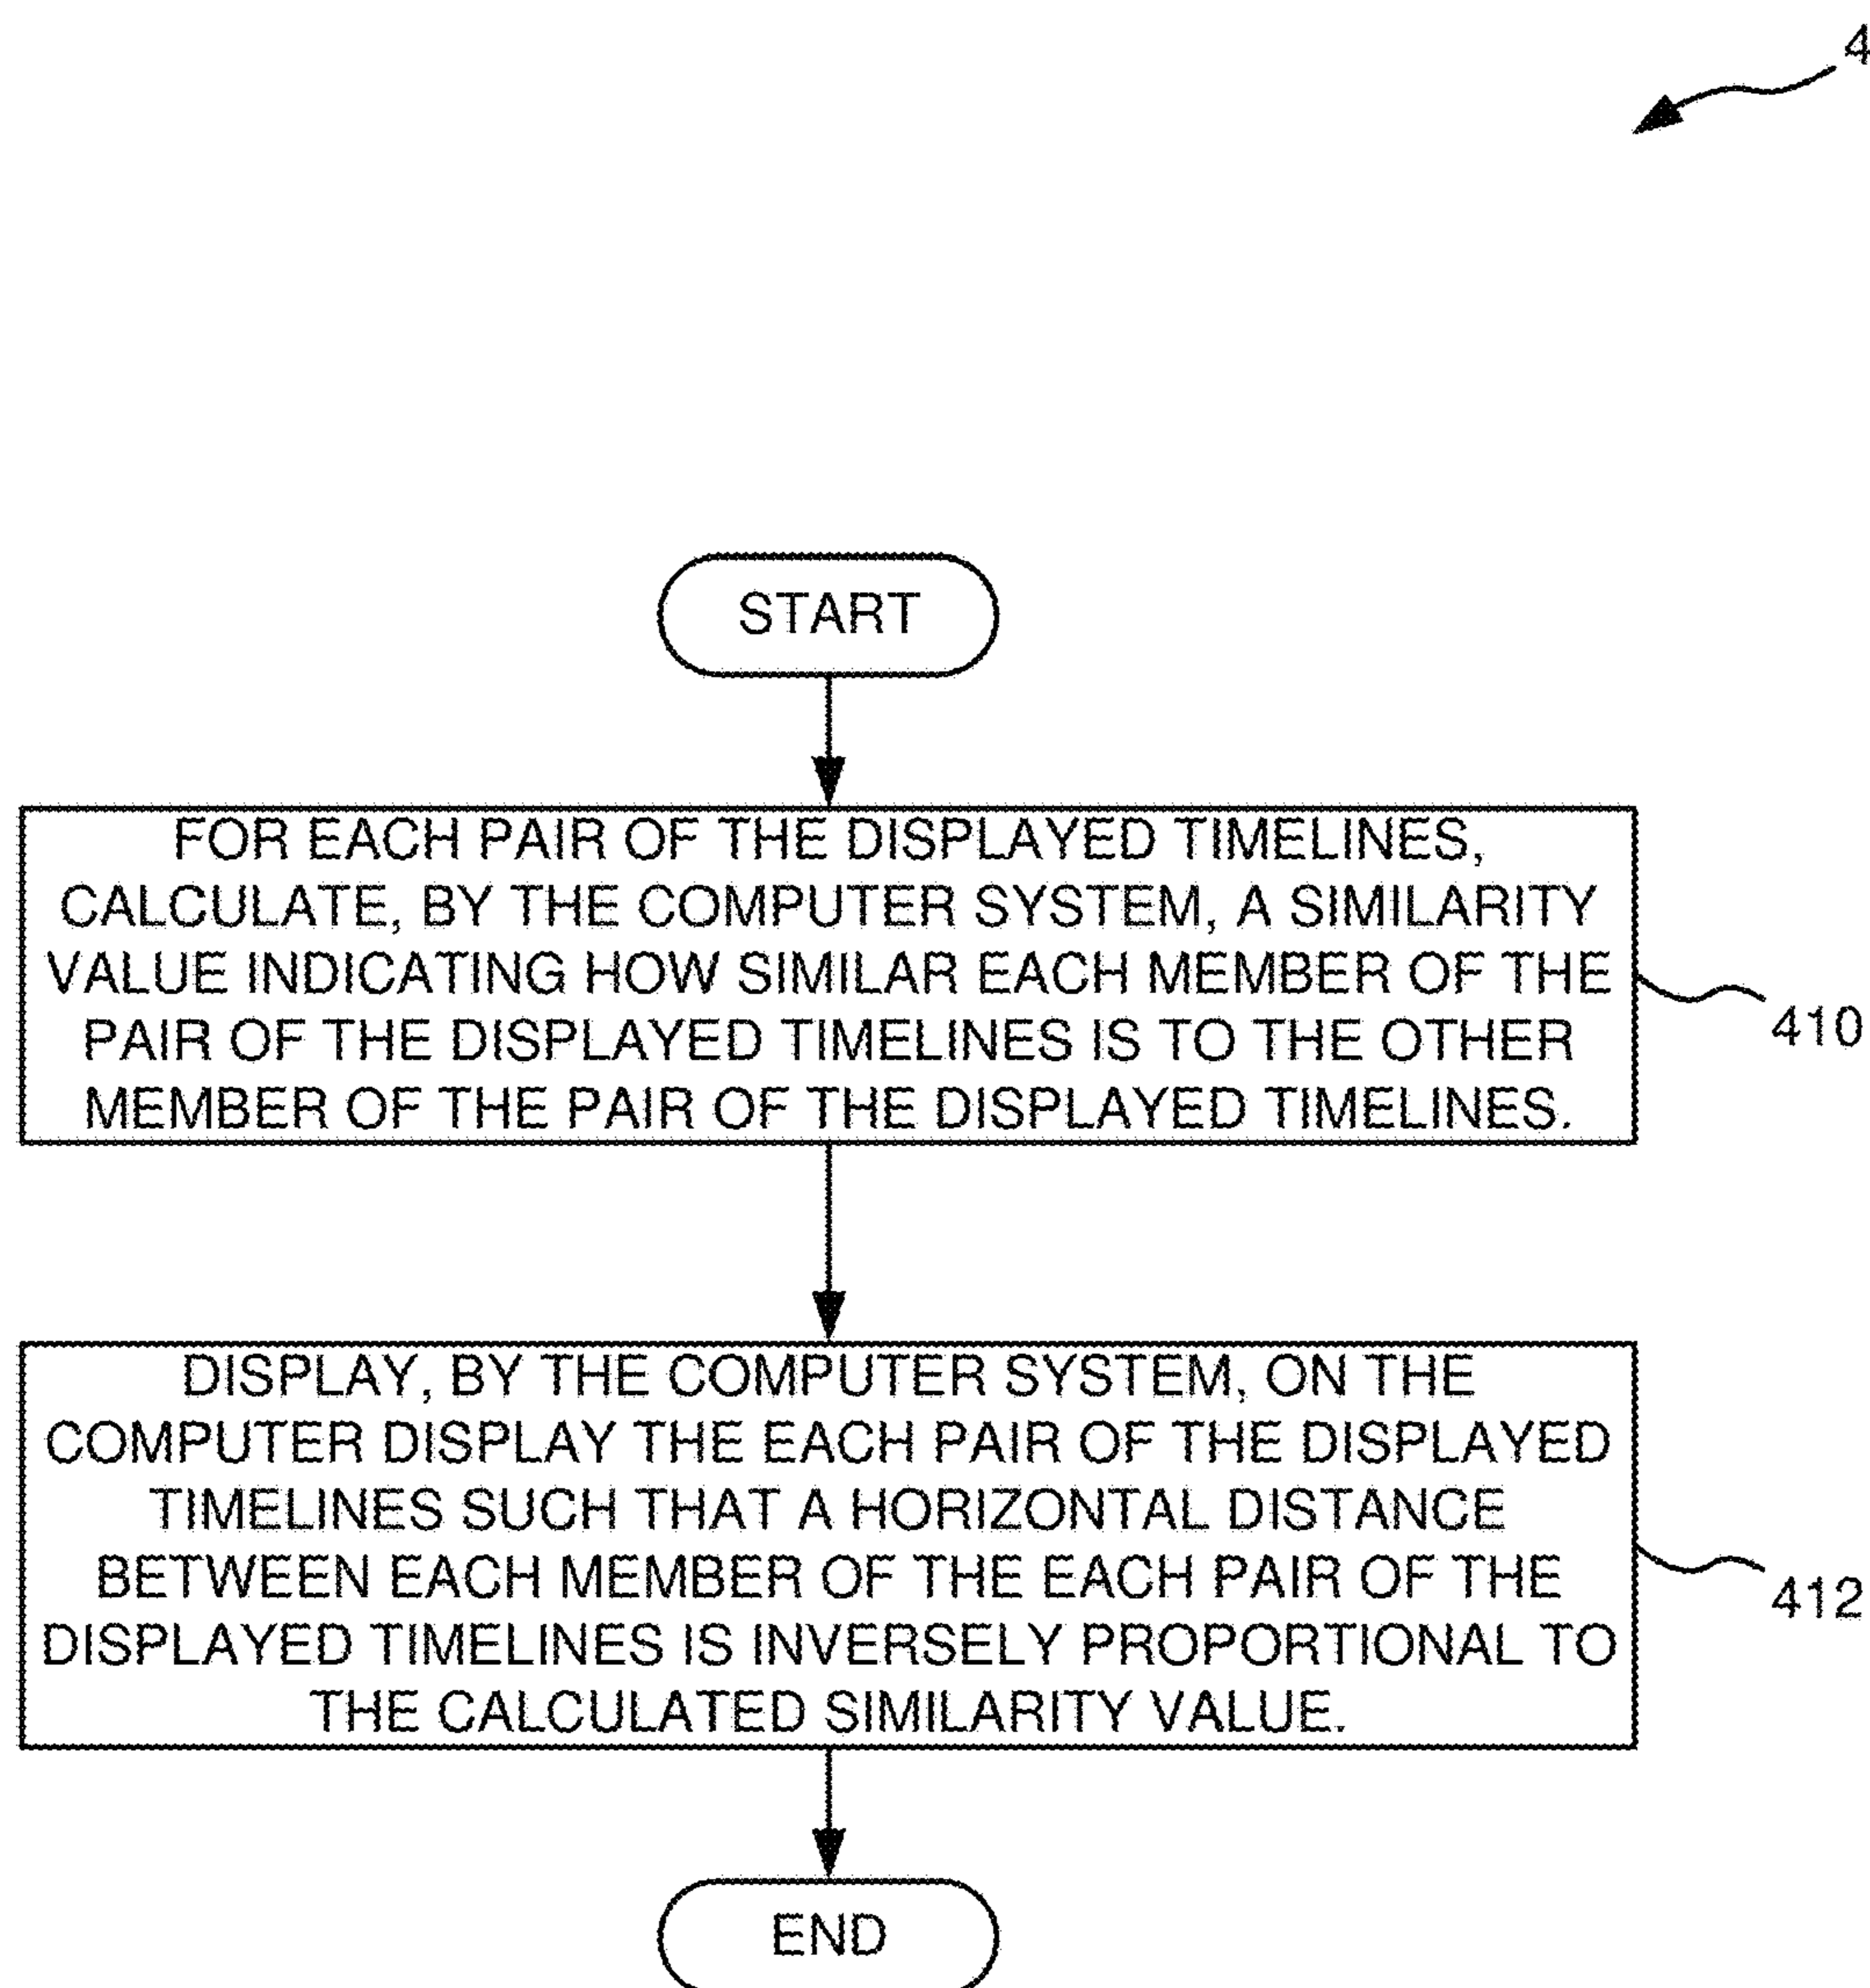 4
START
FOR EACH PAIR OF THE DISPLAYED TIMELINES,
CALCULATE, BY THE COMPUTER SYSTEM, A SIMILARITY
VALUE INDICATING HOW SIMILAR EACH MEMBER OF THE
PAIR OF THE DISPLAYED TIMELINES IS TO THE OTHER
MEMBER OF THE PAIR OF THE DISPLAYED TIMELINES.
410
DISPLAY, BY THE COMPUTER SYSTEM, ON THE
COMPUTER DISPLAY THE EACH PAIR OF THE DISPLAYED
TIMELINES SUCH THAT A HORIZONTAL DISTANCE
BETWEEN EACH MEMBER OF THE EACH PAIR OF THE
DISPLAYED TIMELINES IS INVERSELY PROPORTIONAL TO
THE CALCULATED SIMILARITY VALUE.
412
END